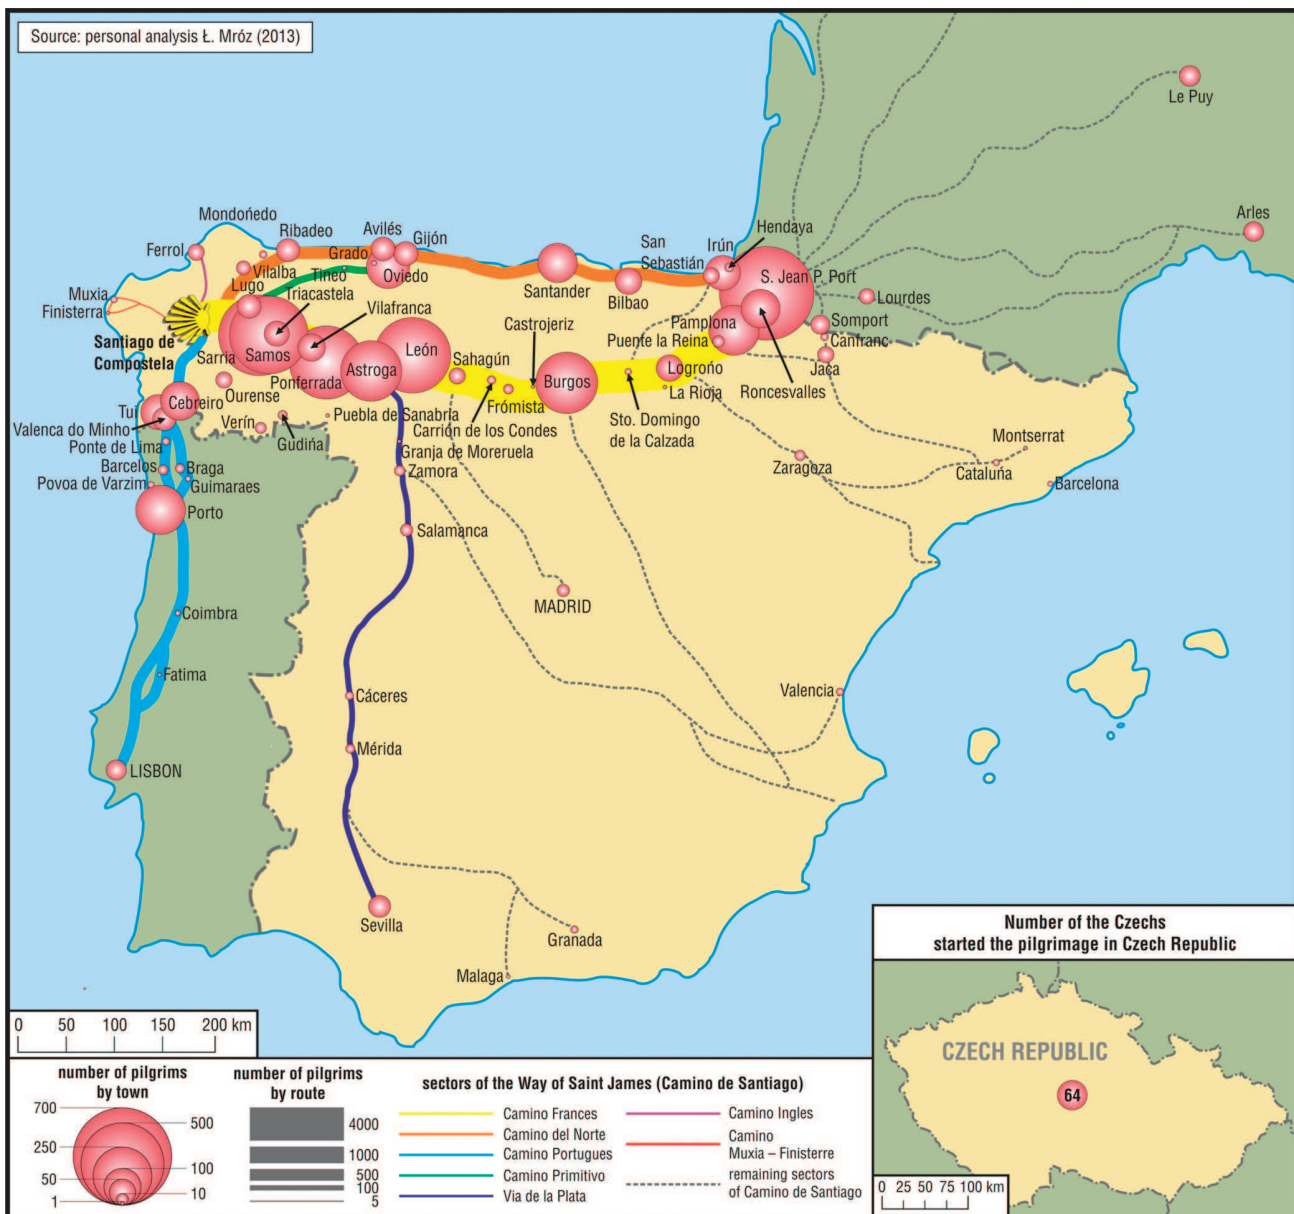 Source: personal analysis Ł. Mróz (2013)
Le Puy
Arles
Mondońedo
Ribadeo
Avilés
Gijón
Ferrol
Grado
Oviedo
Vilalba
Tineo
Lugo
Triacastela
Vilafranca
Muxia
Finisterra
Santiago de
Compostela
Sarria
Samos
Ponferrada
Astroga
León
Sahagún
Castrojeriz
Burgos
Santander
Bilbao
San
Sebastián
Irún
Hendaya
S. Jean P. Port
Lourdes
Somport
Canfranc
Jaca
Pamplona
Puente la Reina
Logrońo
La Rioja
Roncesvalles
Ourense
Cebreiro
Tui
Valenca do Minho
Verín
Gudińa
Puebla de Sanabria
Frómista
Carrión de los Condes
Sto. Domingo
de la Calzada
Granja de Moreruela
Zamora
Ponte de Lima
Barcelos
Braga
Povoa de Varzim
Guimaraes
Porto
Salamanca
Zaragoza
Montserrat
Cataluńa
Barcelona
MADRID
Coimbra
Fatima
Cáceres
Valencia
Mérida
LISBON
Sevilla
Granada
Malaga
0 50 100 150 200 km
number of pilgrims
by town
700
500
250
100
50
10
1
number of pilgrims
by route
4000
1000
500
100
5
sectors of the Way of Saint James (Camino de Santiago)
Camino Frances
Camino del Norte
Camino Portugues
Camino Primitivo
Via de la Plata
Camino Ingles
Camino
Muxia – Finisterre
remaining sectors
of Camino de Santiago
Number of the Czechs
started the pilgrimage in Czech Republic
CZECH REPUBLIC
64
0 25 50 75 100 km